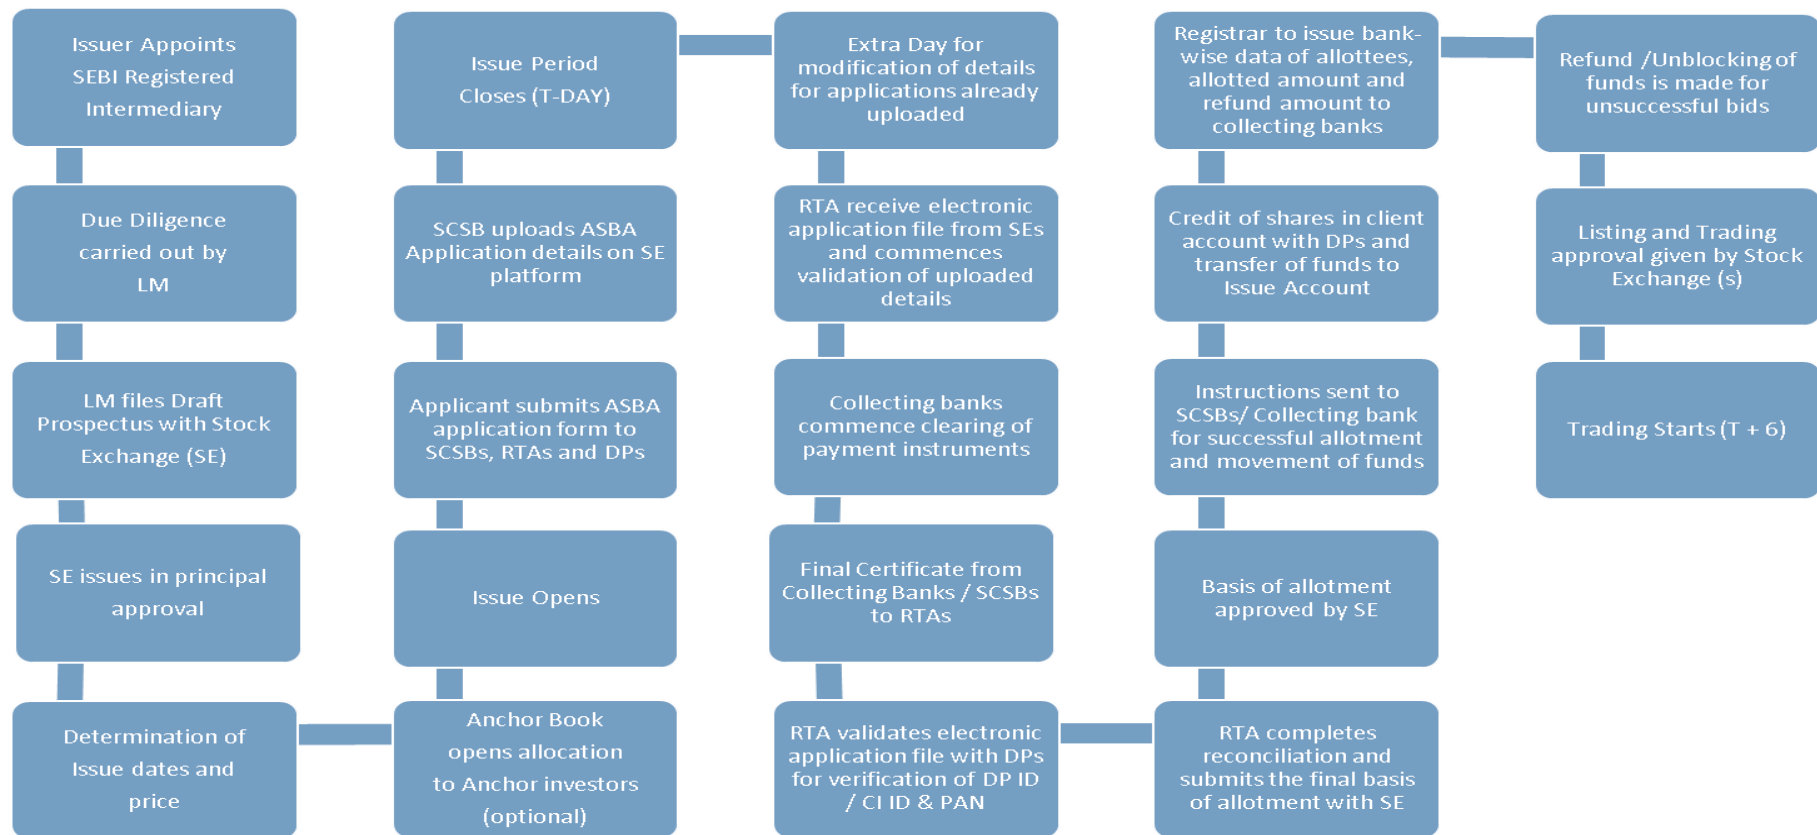 Issuer Appoints
SEBI Registered
Intermediary
Due Diligence
carried out by
LM
LM files Draft
Prospectus with Stock
Exchange (SE)
SE issues in principal
approval
Determination of
Issue dates and
price
Anchor Book
opens allocation
to Anchor investors
(optional)
Issue Opens
Applicant submits ASBA
application form to
SCSBs, RTAs and DPs
SCSB uploads ASBA
Application details on SE
platform
Issue Period
Closes (T-DAY)
Extra Day for
modification of details
for applications already
uploaded
RTA receive electronic
application file from SEs
and commences
validation of uploaded
details
Collecting banks
commence clearing of
payment instruments
Final Certificate from
Collecting Banks / SCSBs
to RTAs
RTA validates electronic
application file with DPs
for verification of DP ID
/ CI ID & PAN
RTA completes
reconciliation and
submits the final basis
of allotment with SE
Basis of allotment
approved by SE
Instructions sent to
SCSBs/ Collecting bank
for successful allotment
and movement of funds
Credit of shares in client
account with DPs and
transfer of funds to
Issue Account
Registrar to issue bank-
wise data of allottees,
allotted amount and
refund amount to
collecting banks
Refund /Unblocking of
funds is made for
unsuccessful bids
Listing and Trading
approval given by Stock
Exchange (s)
Trading Starts (T + 6)